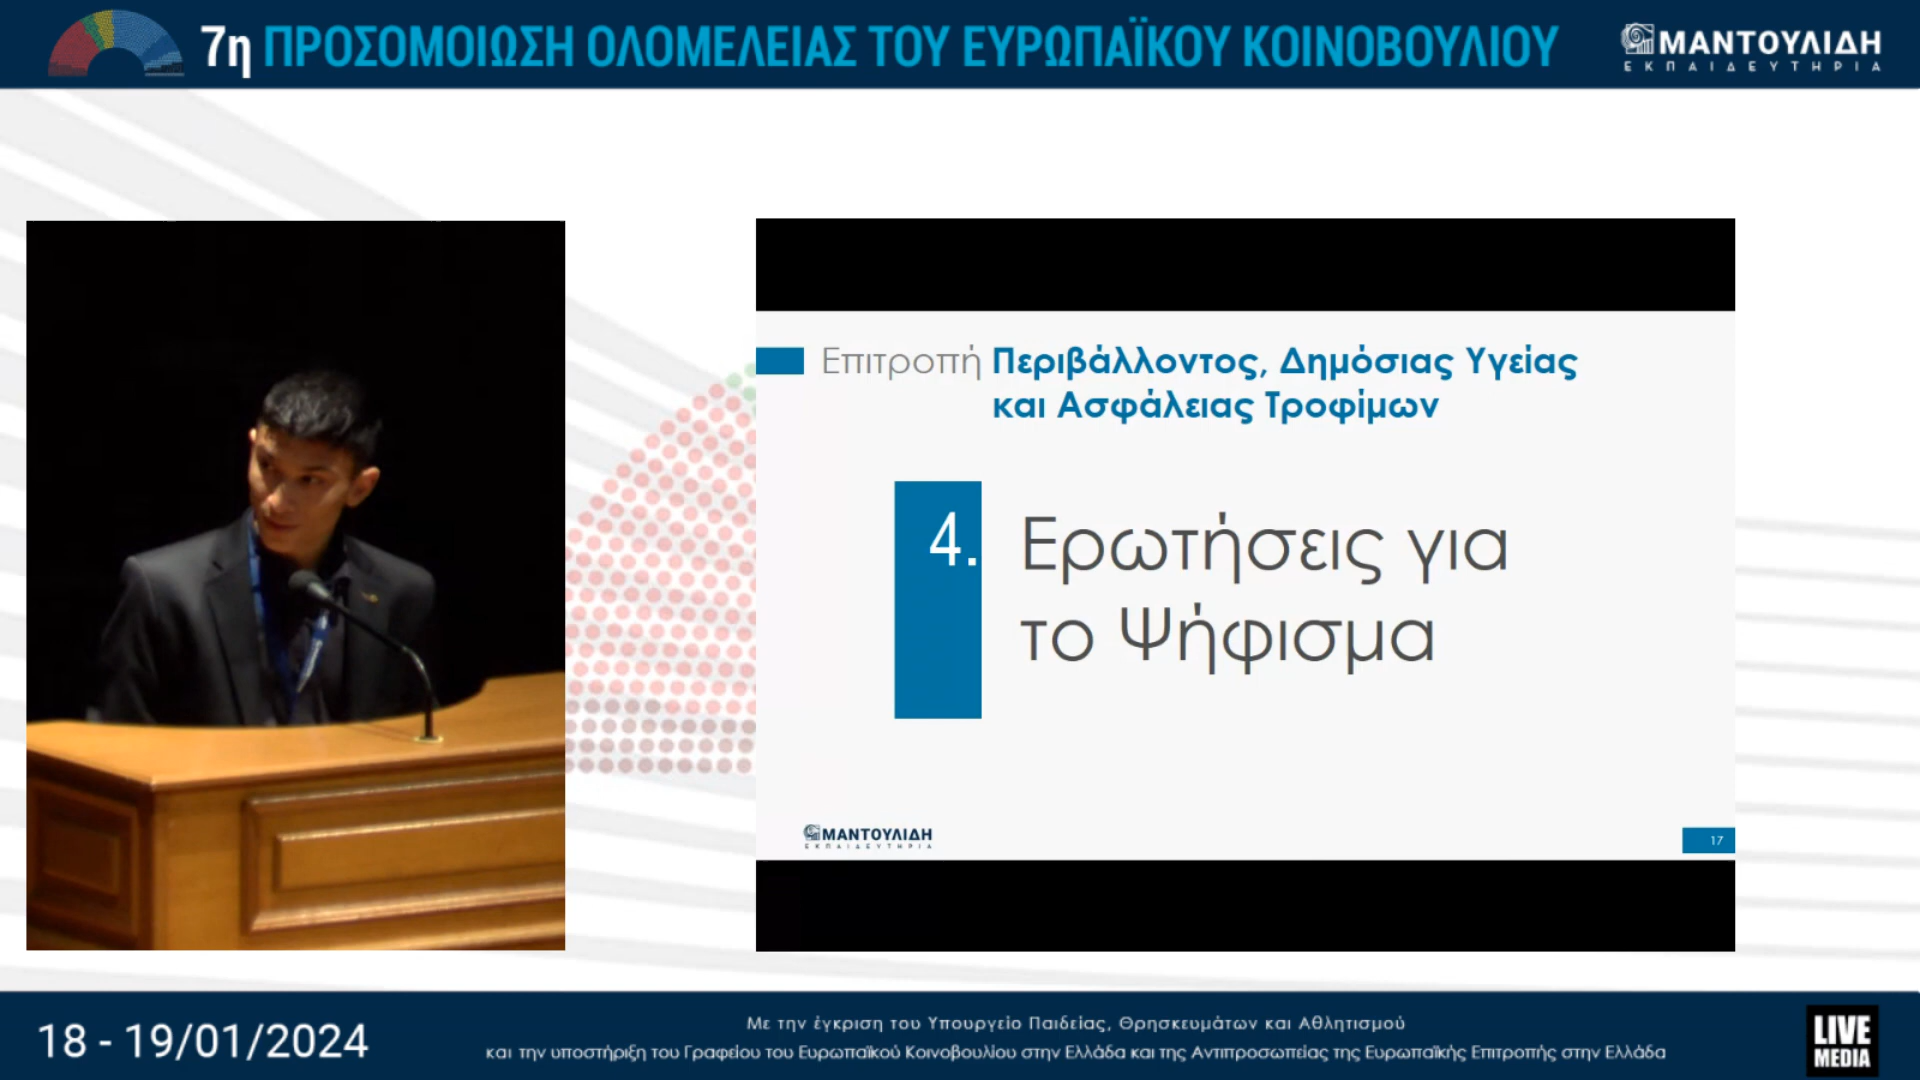 7η ΠΡΟΣΟΜΟΙΩΣΗ ΟΛΟΜΕΛΕΙΑΣ ΤΟΥ ΕΥΡΩΠΑΪΚΟΥ ΚΟΙΝΟΒΟΥΛΙΟΥ
ΜΑΝΤΟΥΛΙΔΗ
ΕΚΠΑΙΔΕΥΤΗΡΙΑ
Επιτροπή Περιβάλλοντος, Δημόσιας Υγείας
και Ασφάλειας Τροφίμων
4. Ερωτήσεις για
το Ψήφισμα
ΜΑΝΤΟΥΛΙΔΗ
ΕΚΠΑΙΔΕΥΤΗΡΙΑ
17
18 - 19/01/2024
Με την έγκριση του Υπουργείο Παιδείας, Θρησκευμάτων και Αθλητισμού
και την υποστήριξη του Γραφείου του Ευρωπαϊκού Κοινοβουλίου στην Ελλάδα και της Αντιπροσωπείας της Ευρωπαϊκής Επιτροπής στην Ελλάδα
LIVE
MEDIA